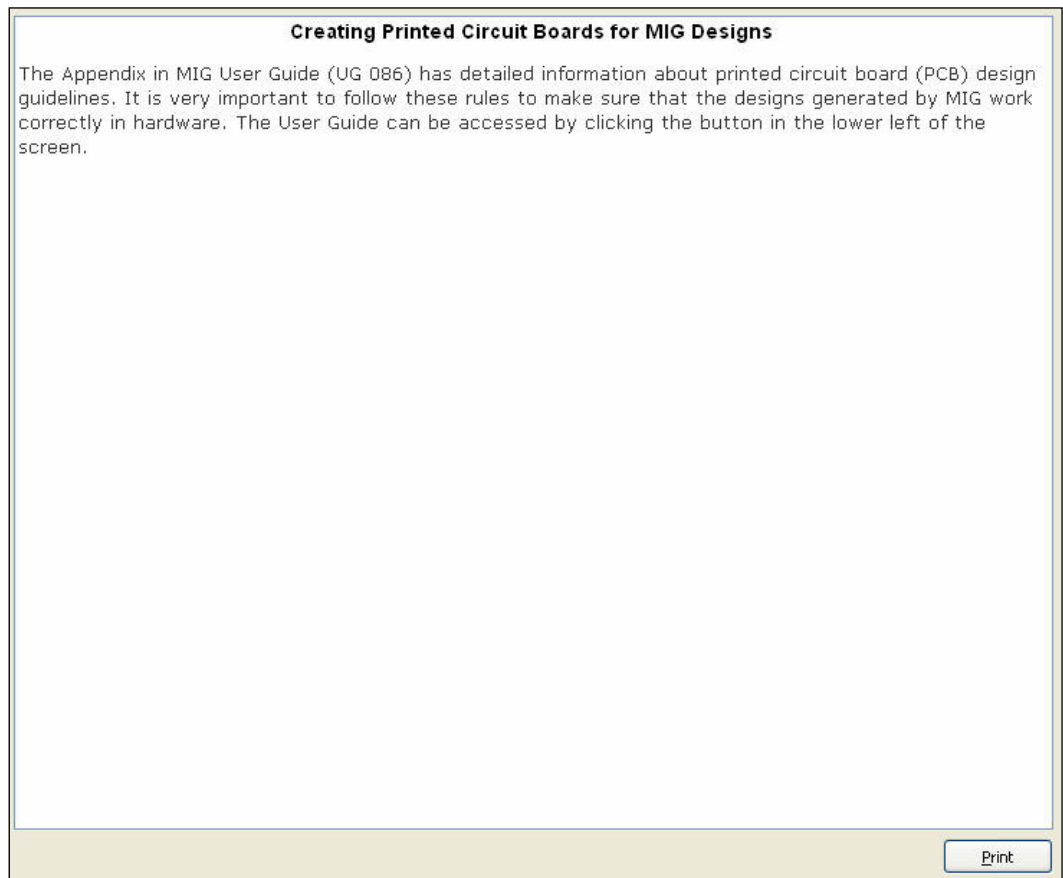 Creating Printed Circuit Boards for MIG Designs
The Appendix in MIG User Guide (UG 086) has detailed information about printed circuit board (PCB) design
guidelines. It is very important to follow these rules to make sure that the designs generated by MIG work
correctly in hardware. The User Guide can be accessed by clicking the button in the lower left of the
screen.
Print